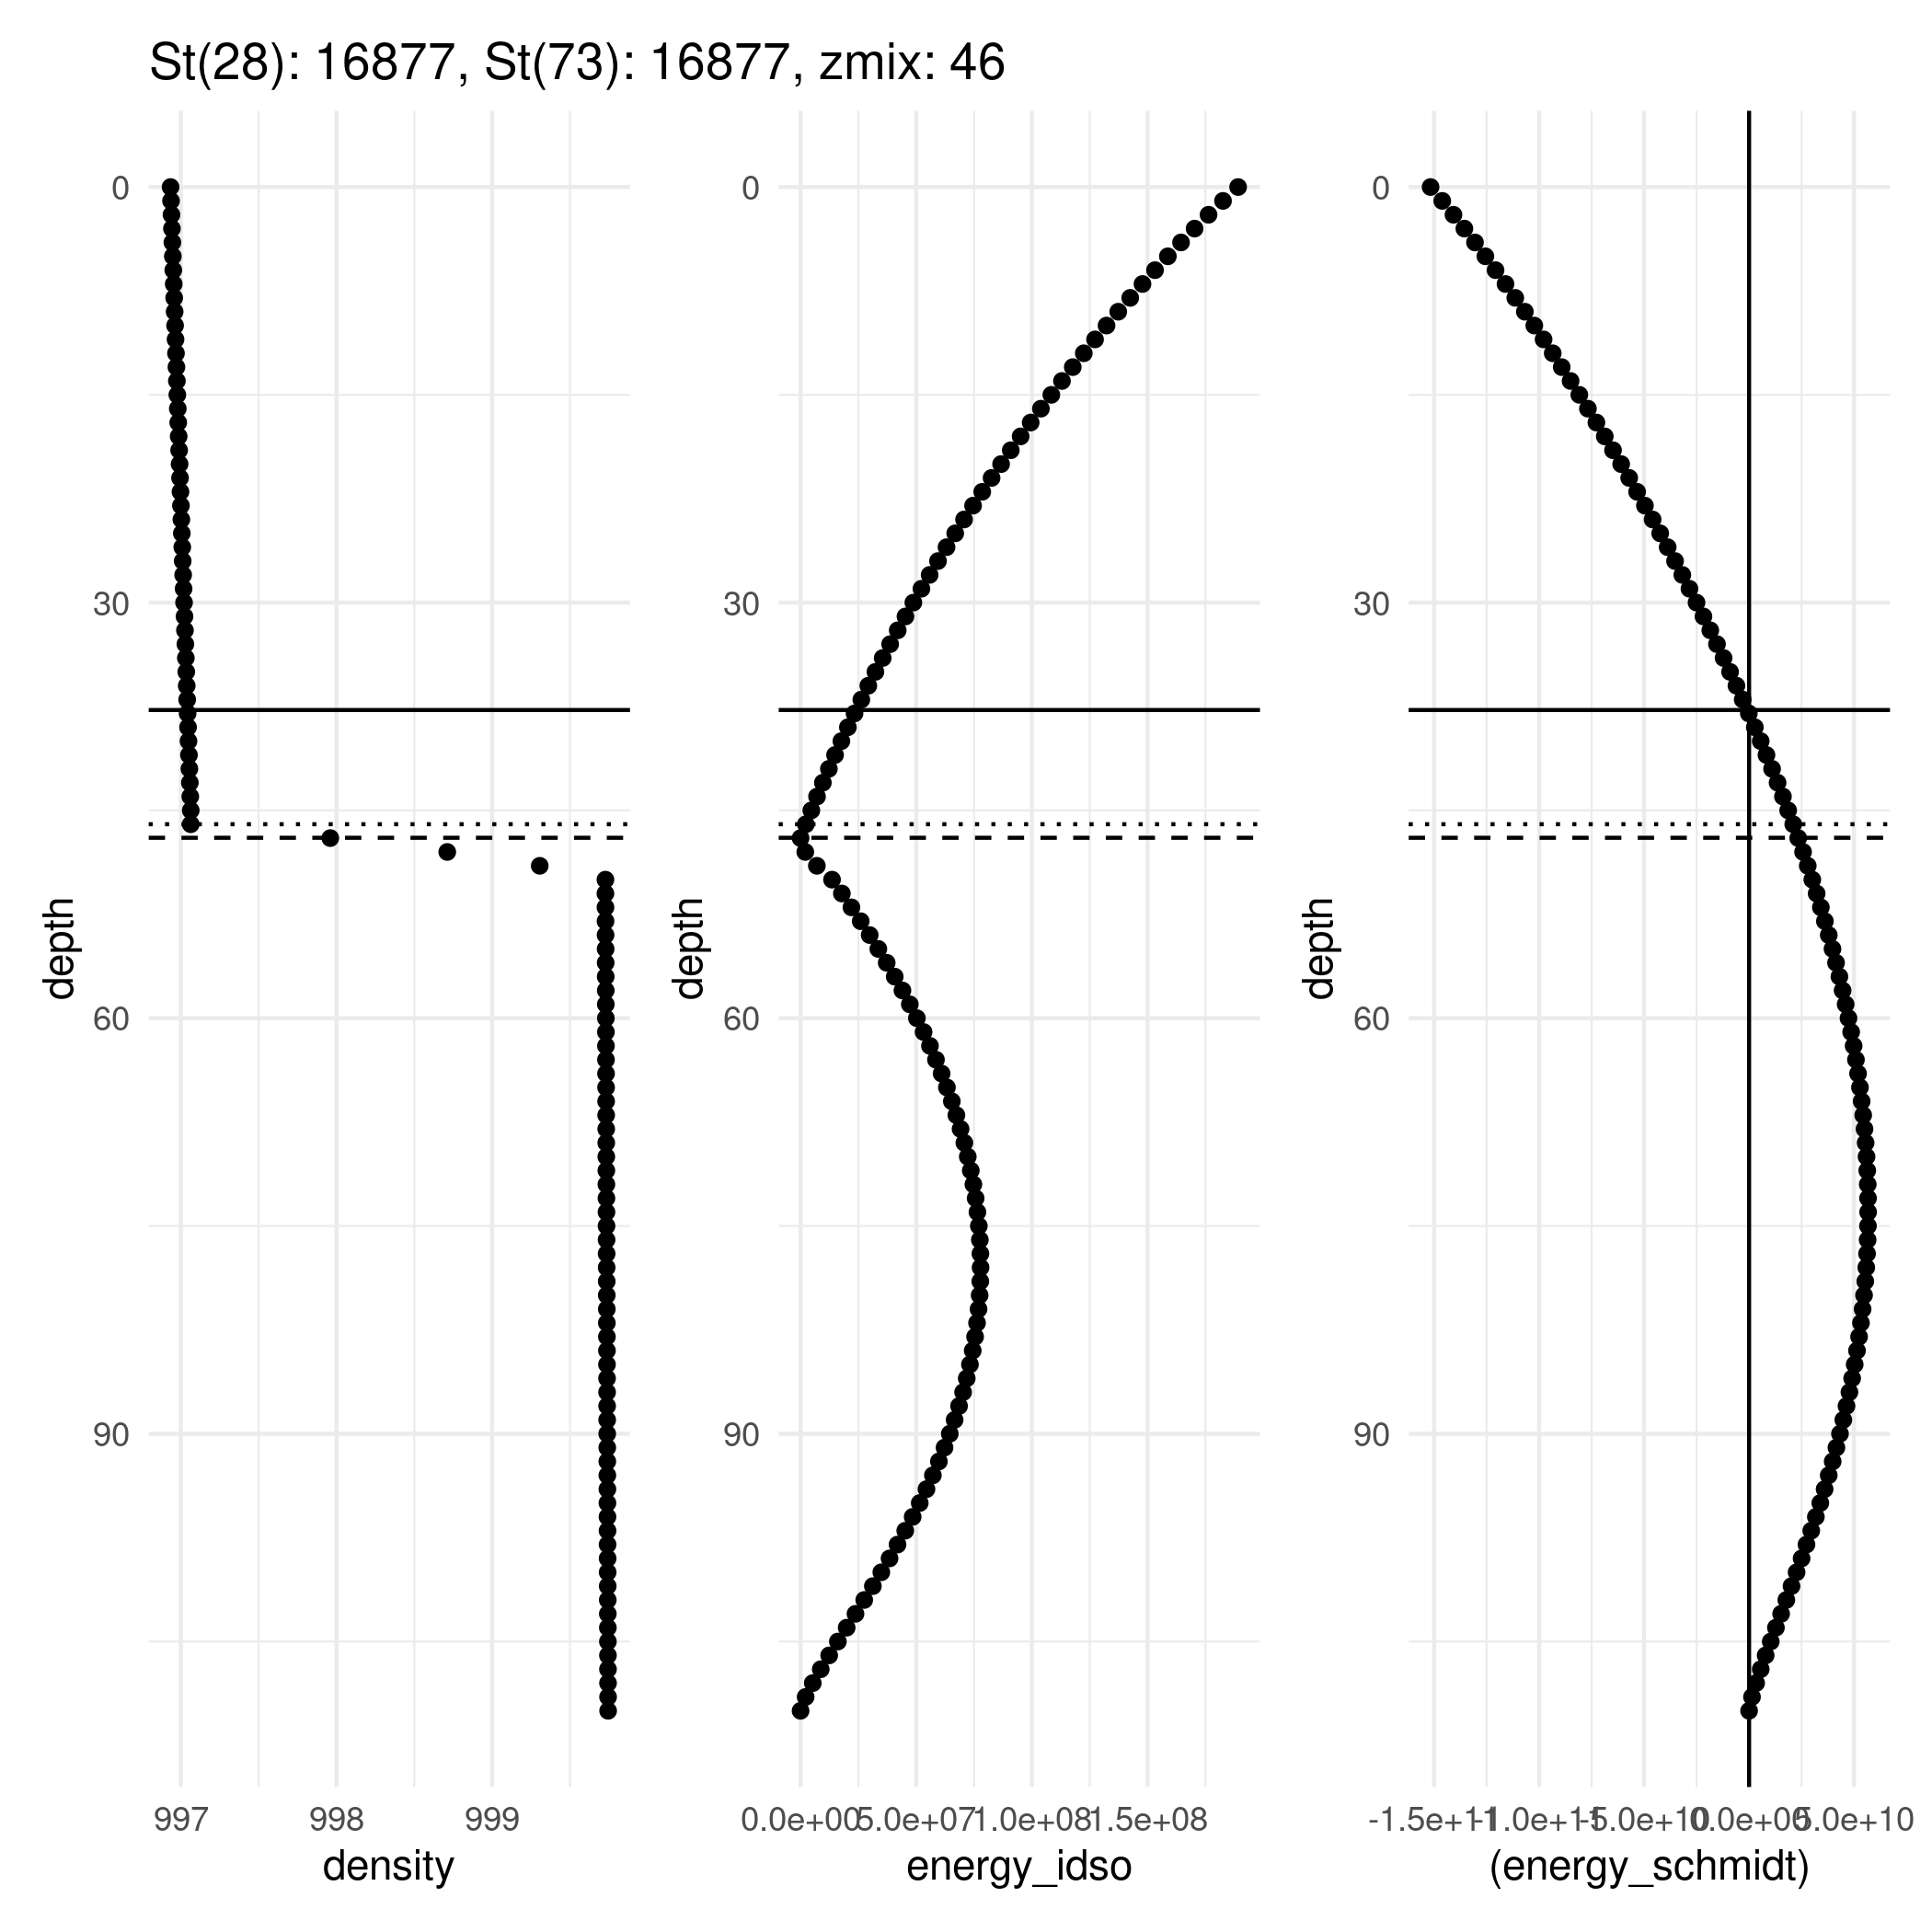 St(28): 16877, St(73): 16877, zmix: 46
0
30
60
90
depth
997 998 999
density
0
30
60
90
depth
0.0e+00 5.0e+07 1.0e+08 1.5e+08
energy_idso
0
30
60
90
depth
-1.5e+11 -1.0e+11 -5.0e+10 0.0e+00 5.0e+10
(energy_schmidt)